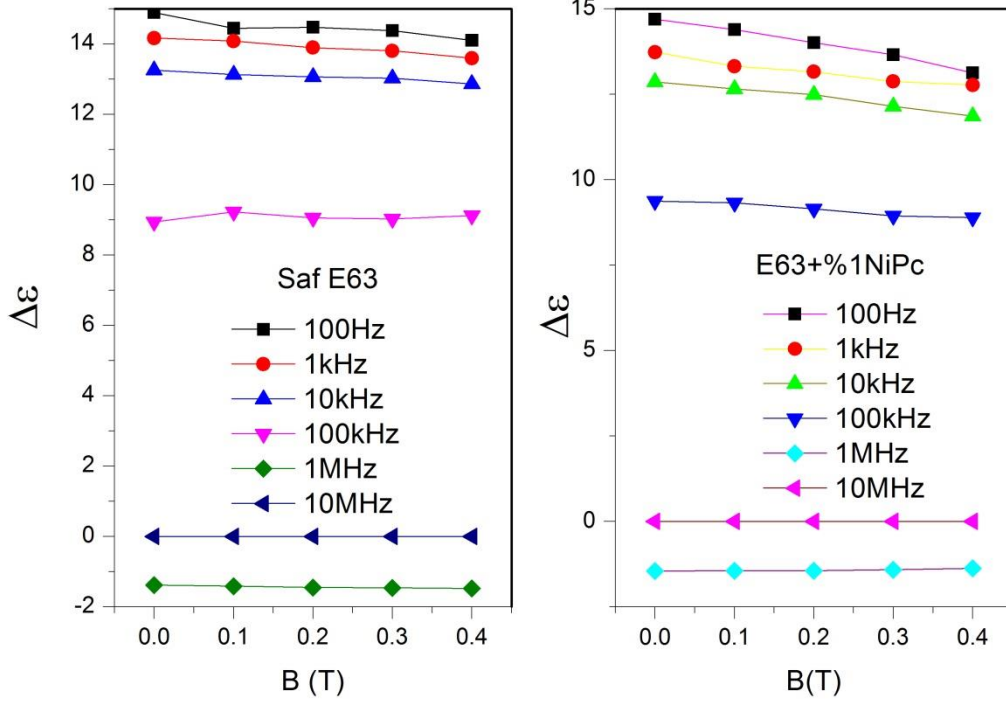 14
12
10
8
6
4
2
0
-2
Δε
Saf E63
100Hz
1kHz
10kHz
100kHz
1MHz
10MHz
0.0 0.1 0.2 0.3 0.4
B (T)
15
10
5
0
Δε
E63+%1NiPc
100Hz
1kHz
10kHz
100kHz
1MHz
10MHz
0.0 0.1 0.2 0.3 0.4
B(T)